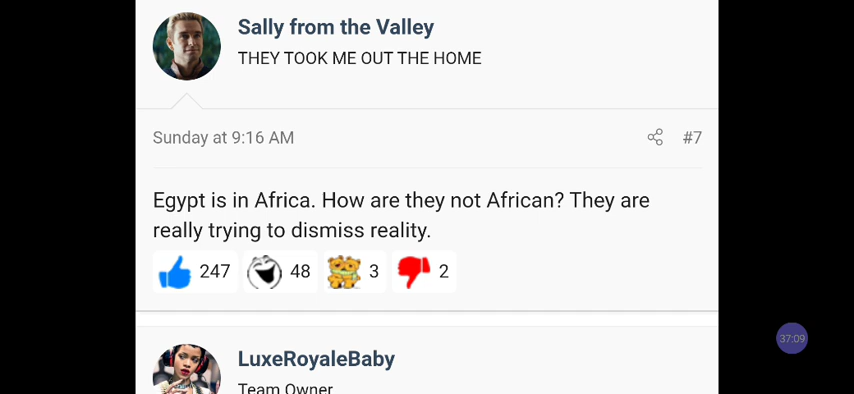 Sally from the Valley
THEY TOOK ME OUT THE HOME
Sunday at 9:16 AM
#7
Egypt is in Africa. How are they not African? They are
really trying to dismiss reality.
247
48
3
2
37:09
LuxeRoyaleBaby
Team Owner